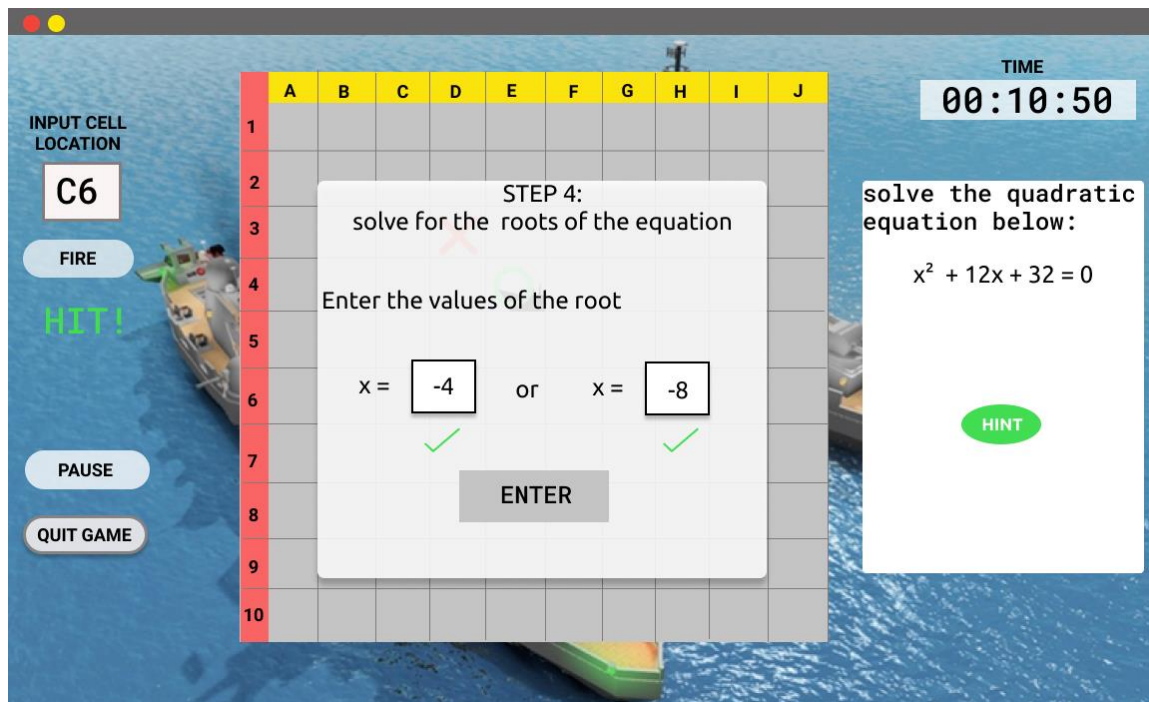 INPUT CELL
LOCATION
C6
FIRE
HIT!
PAUSE
QUIT GAME
A B C D E F G H I J
1
2
3
4
5
6
7
8
9
10
STEP 4:
solve for the roots of the equation
Enter the values of the root
x = -4 or x = -8
ENTER
TIME
00:10:50
solve the quadratic
equation below:
x² + 12x + 32 = 0
HINT